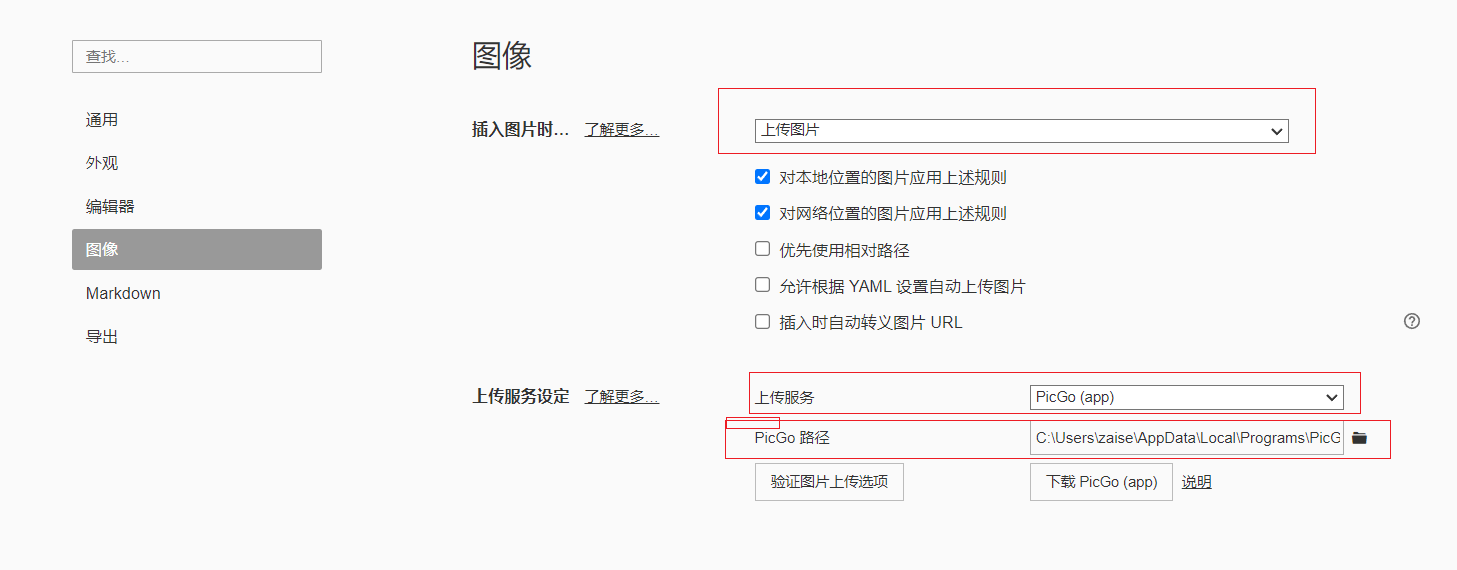 查找…
通用
外观
编辑器
图像
Markdown
导出
图像
插入图片时… 了解更多… 上传图片
对本地位置的图片应用上述规则
对网络位置的图片应用上述规则
优先使用相对路径
允许根据 YAML 设置自动上传图片
插入时自动转义图片 URL
上传服务设定 了解更多… 上传服务 PicGo (app)
PicGo 路径 C:\Users\zaise\AppData\Local\Programs\PicG
验证图片上传选项 下载 PicGo (app) 说明